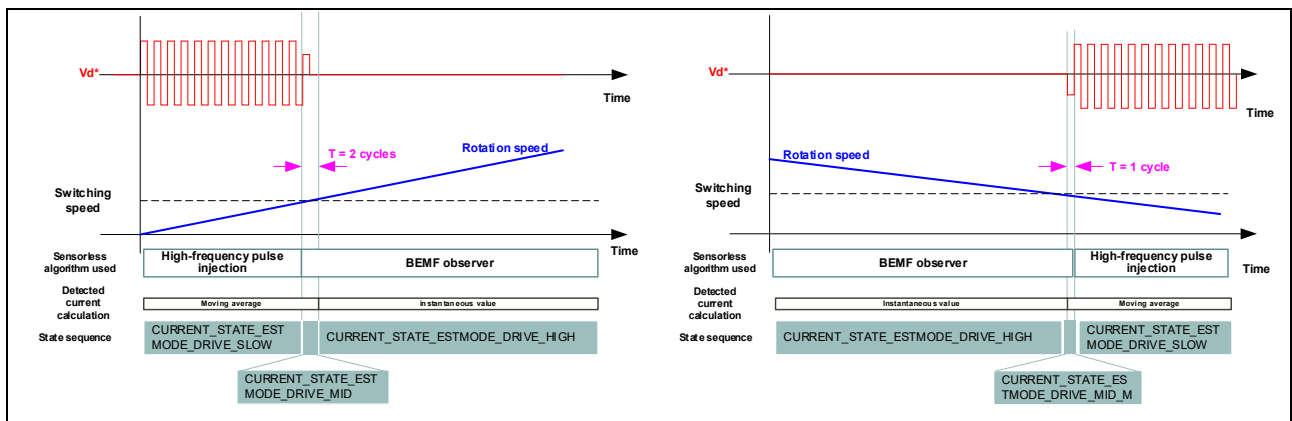 Vd*
Time
T = 2 cycles
Rotation speed
Switching
speed
Time
Sensorless
algorithm used
High-frequency pulse
injection
BEMF observer
Detected
current
calculation
Moving average
instantaneous value
State sequence
CURRENT_STATE_EST
MODE_DRIVE_SLOW
CURRENT_STATE_ESTMODE_DRIVE_HIGH
CURRENT_STATE_EST
MODE_DRIVE_MID
Vd*
Time
Rotation speed
T = 1 cycle
Switching
speed
Sensorless
algorithm used
BEMF observer
High-frequency pulse
injection
Time
Detected
current
calculation
Instantaneous value
Moving average
State sequence
CURRENT_STATE_ESTMODE_DRIVE_HIGH
CURRENT_STATE_EST
MODE_DRIVE_SLOW
CURRENT_STATE_ES
TMODE_DRIVE_MID_M